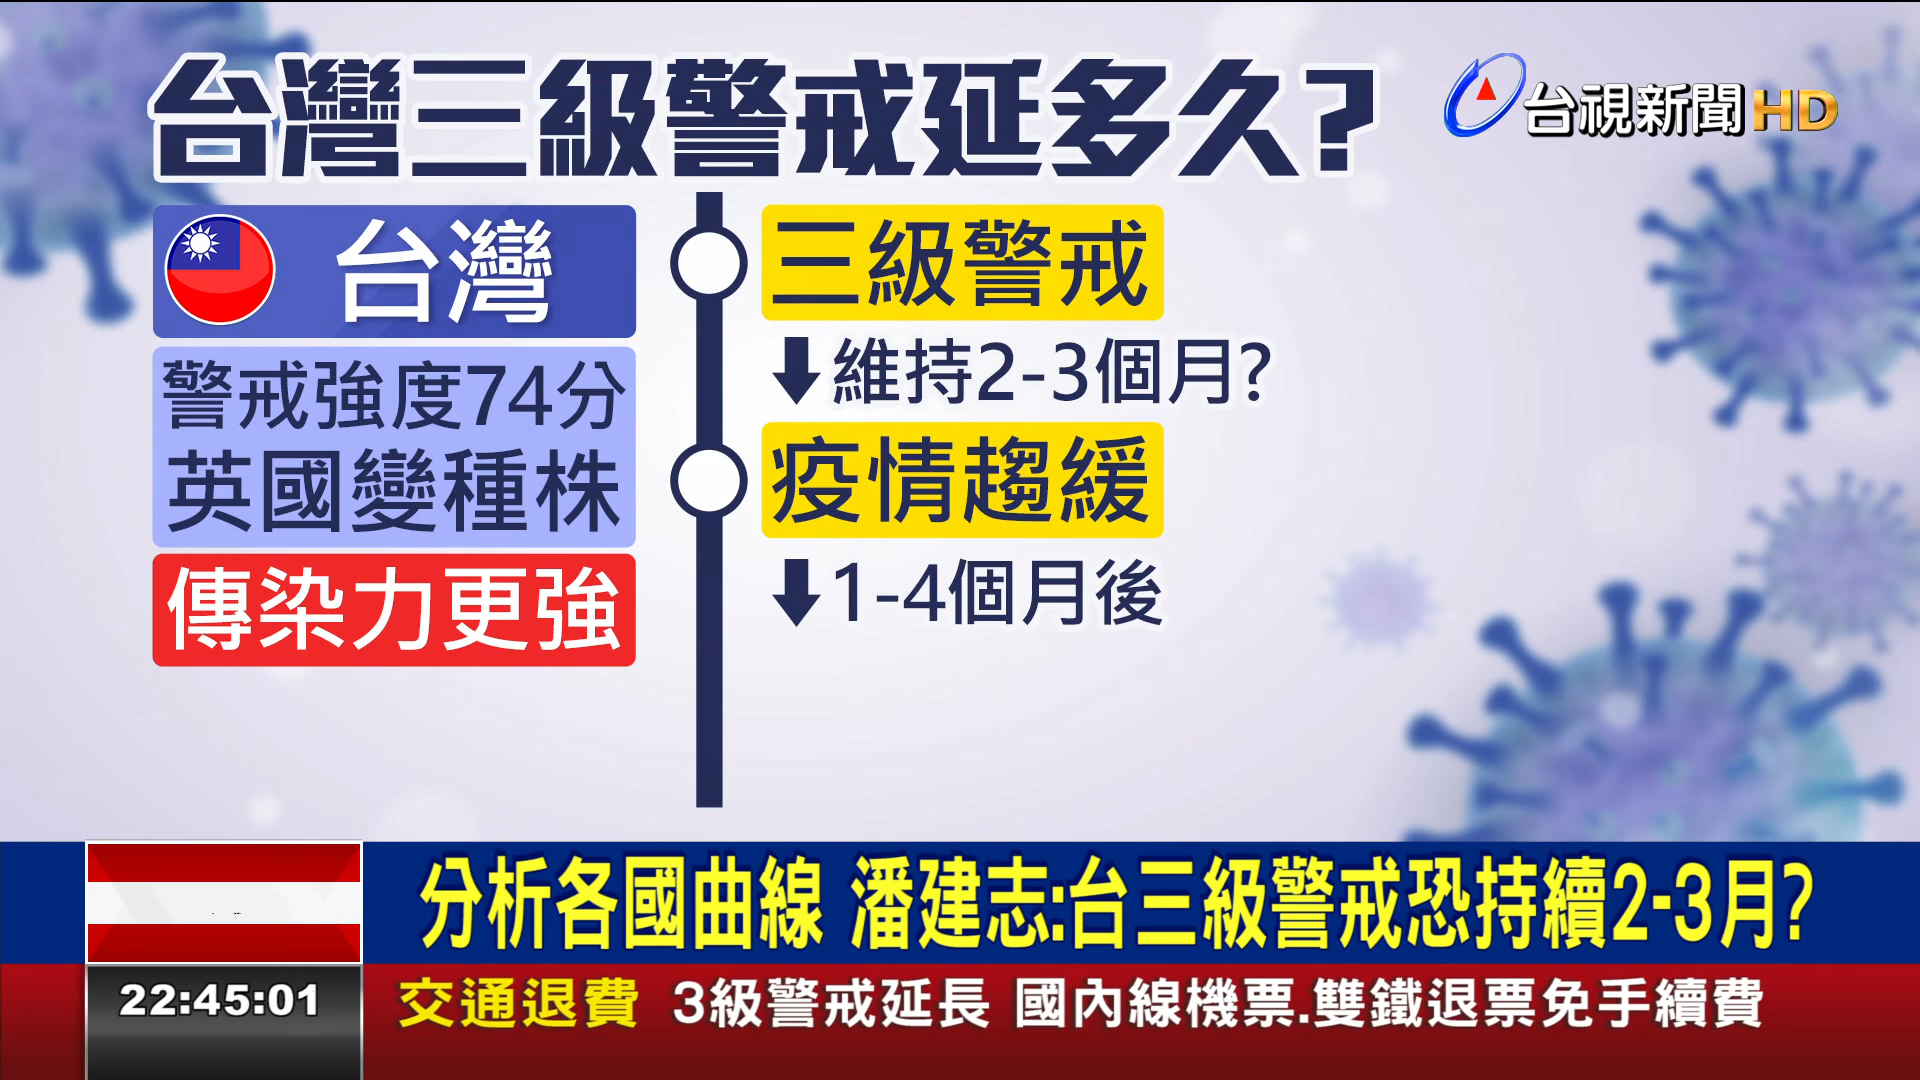 台灣三級警戒延多久?
台視新聞HD
台灣
警戒強度74分
英國變種株
傳染力更強
三級警戒
維持2-3個月?
疫情趨緩
1-4個月後
分析各國曲線 潘建志:台三級警戒恐持續2-3月?
22:45:01
交通退費 3級警戒延長 國內線機票.雙鐵退票免手續費